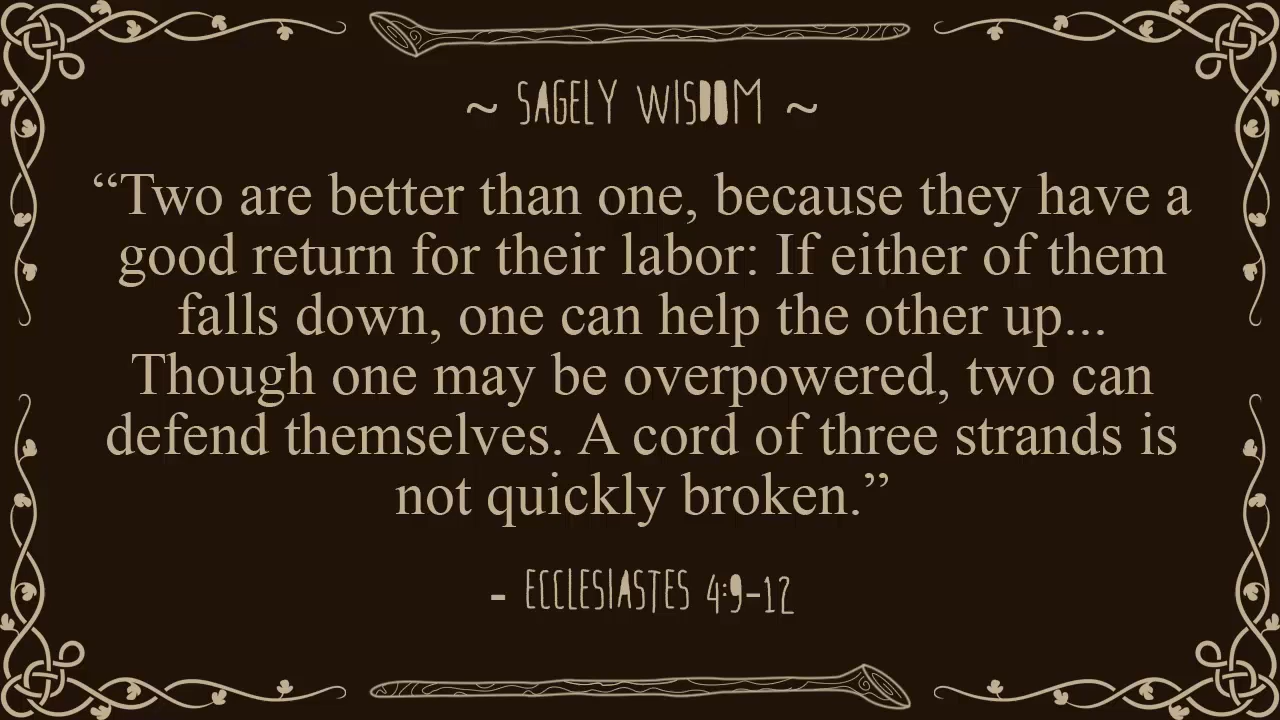 ~ SAGELY WISDOM ~
“Two are better than one, because they have a
good return for their labor: If either of them
falls down, one can help the other up...
Though one may be overpowered, two can
defend themselves. A cord of three strands is
not quickly broken.”
- ECCLESIASTES 4:9-12